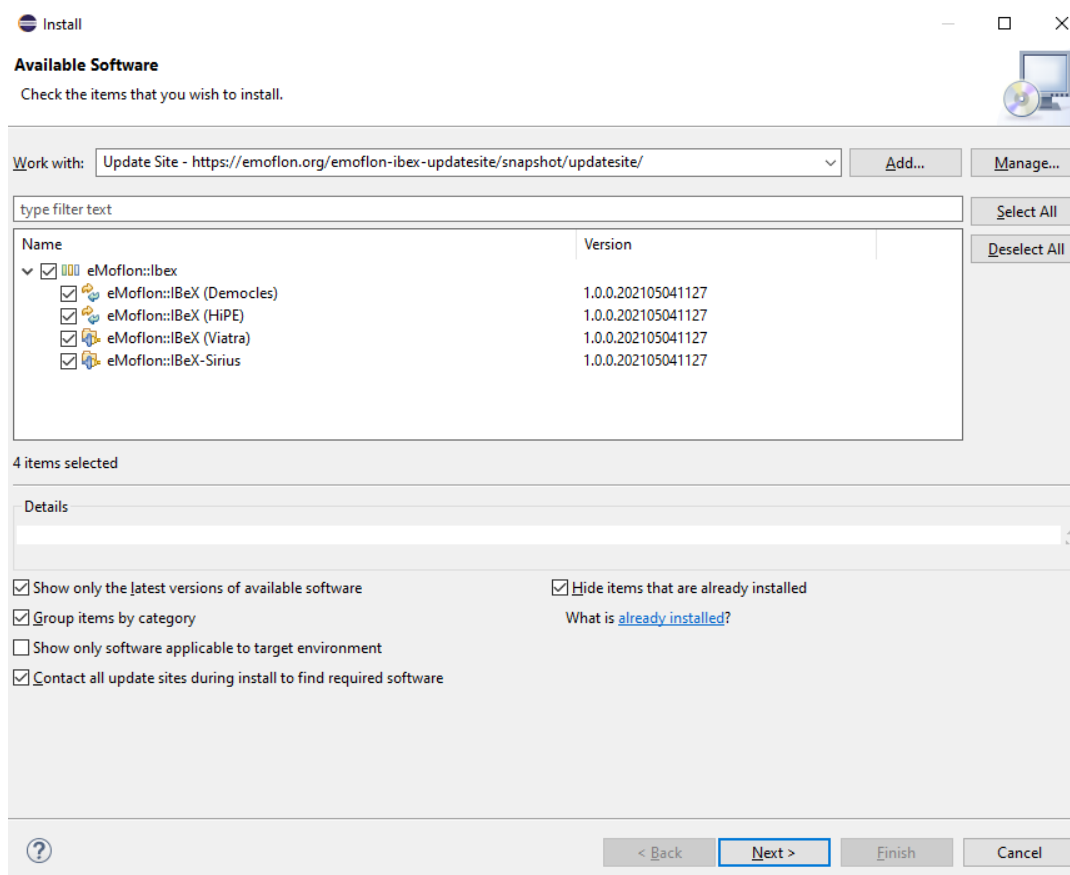 Install
Available Software
Check the items that you wish to install.
Work with: Update Site - https://emoflon.org/emoflon-ibex-updatesite/snapshot/updatesite/ Add... Manage...
type filter text Select All
Name Version Deselect All
eMoflon::Ibex
eMoflon::IBeX (Democles) 1.0.0.202105041127
eMoflon::IBeX (HiPE) 1.0.0.202105041127
eMoflon::IBeX (Viatra) 1.0.0.202105041127
eMoflon::IBeX-Sirius 1.0.0.202105041127
4 items selected
Details
Show only the latest versions of available software Hide items that are already installed
Group items by category What is already installed?
Show only software applicable to target environment
Contact all update sites during install to find required software
? < Back Next > Finish Cancel